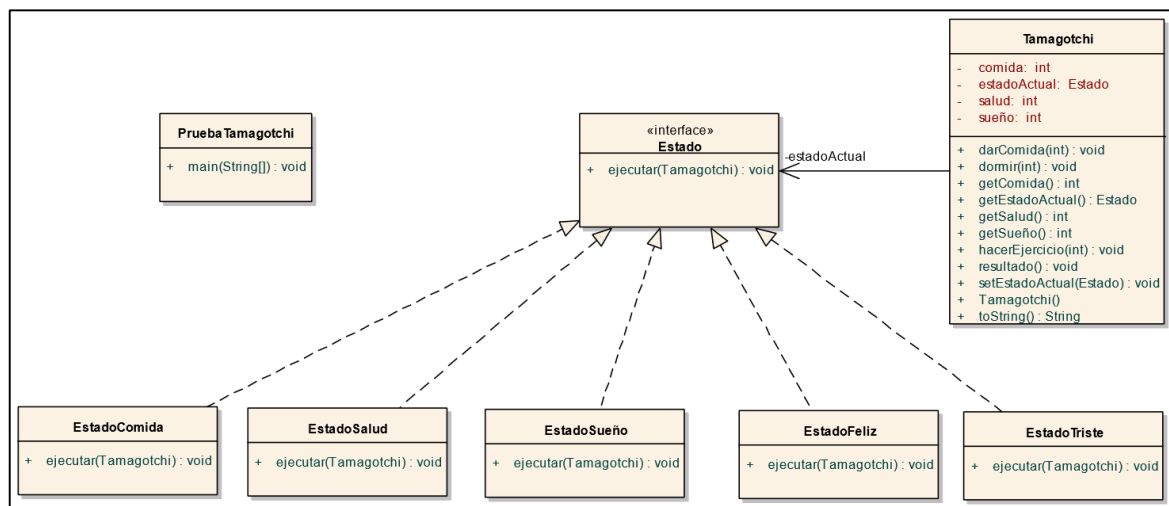 PruebaTamagotchi
+ main(String[]) : void
«interface»
Estado
+ ejecutar(Tamagotchi) : void
-estadoActual
Tamagotchi
- comida: int
- estadoActual: Estado
- salud: int
- sueño: int
+ darComida(int) : void
+ dormir(int) : void
+ getComida() : int
+ getEstadoActual() : Estado
+ getSalud() : int
+ getSueño() : int
+ hacerEjercicio(int) : void
+ resultado() : void
+ setEstadoActual(Estado) : void
+ Tamagotchi()
+ toString() : String
EstadoComida
+ ejecutar(Tamagotchi) : void
EstadoSalud
+ ejecutar(Tamagotchi) : void
EstadoSueño
+ ejecutar(Tamagotchi) : void
EstadoFeliz
+ ejecutar(Tamagotchi) : void
EstadoTriste
+ ejecutar(Tamagotchi) : void